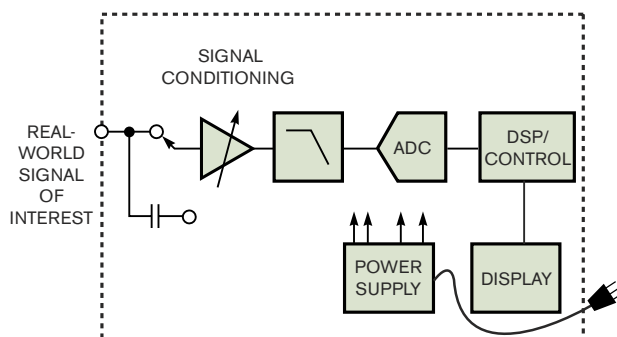 SIGNAL
CONDITIONING
REAL-
WORLD
SIGNAL
OF
INTEREST
ADC
DSP/
CONTROL
POWER
SUPPLY
DISPLAY